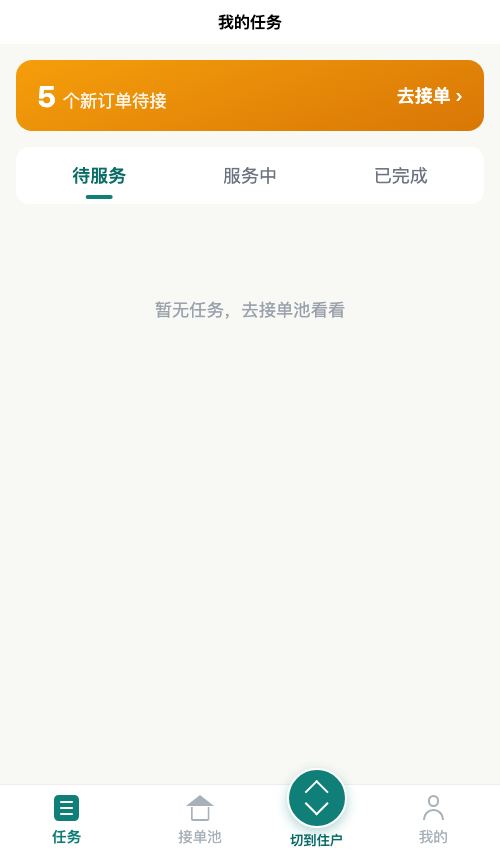 我的任务
5 个新订单待接
去接单 ›
待服务
服务中
已完成
暂无任务，去接单池看看
任务
接单池
切到住户
我的